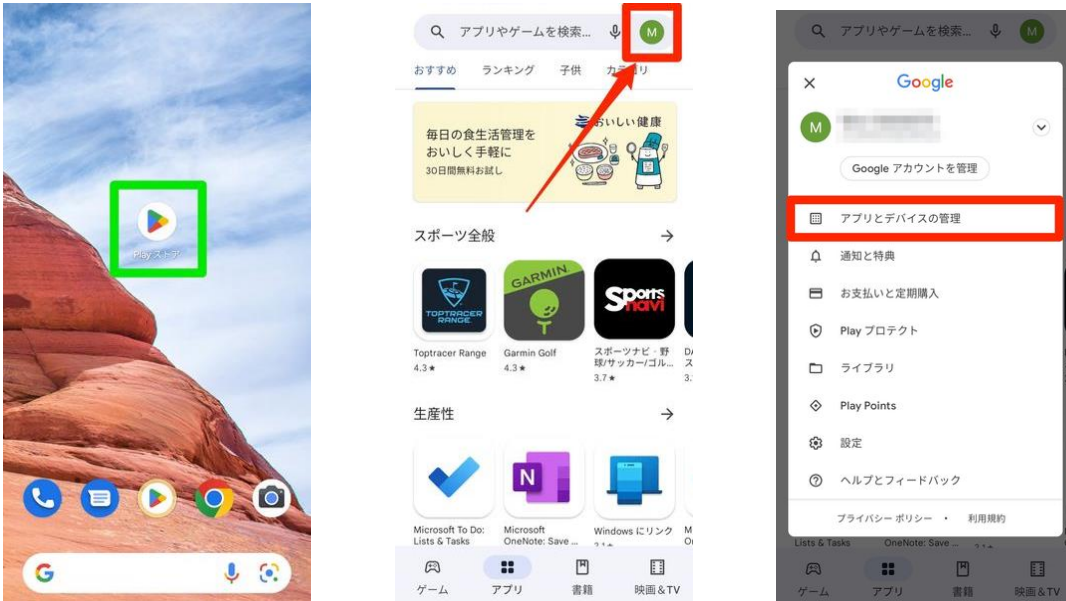 Play ストア
G
アプリやゲームを検索... M
おすすめ ランキング 子供 カテゴリ
おいしい健康
毎日の食生活管理を
おいしく手軽に
30日間無料お試し
スポーツ全般
TOPTRACER
RANGE
GARMIN
Sports
navi
Toptracer Range
4.3★
Garmin Golf
4.3★
スポーツナビ‐野
球/サッカー/ゴル...
3.7★
生産性
N
Microsoft To Do:
Lists & Tasks
Microsoft
OneNote: Save ...
Windows にリンク
ゲーム アプリ 書籍 映画&TV
アプリやゲームを検索... M
Google
M
Google アカウントを管理
アプリとデバイスの管理
通知と特典
お支払いと定期購入
Play プロテクト
ライブラリ
Play Points
設定
ヘルプとフィードバック
プライバシー ポリシー ・ 利用規約
Lists & Tasks OneNote: Save ...
ゲーム アプリ 書籍 映画&TV